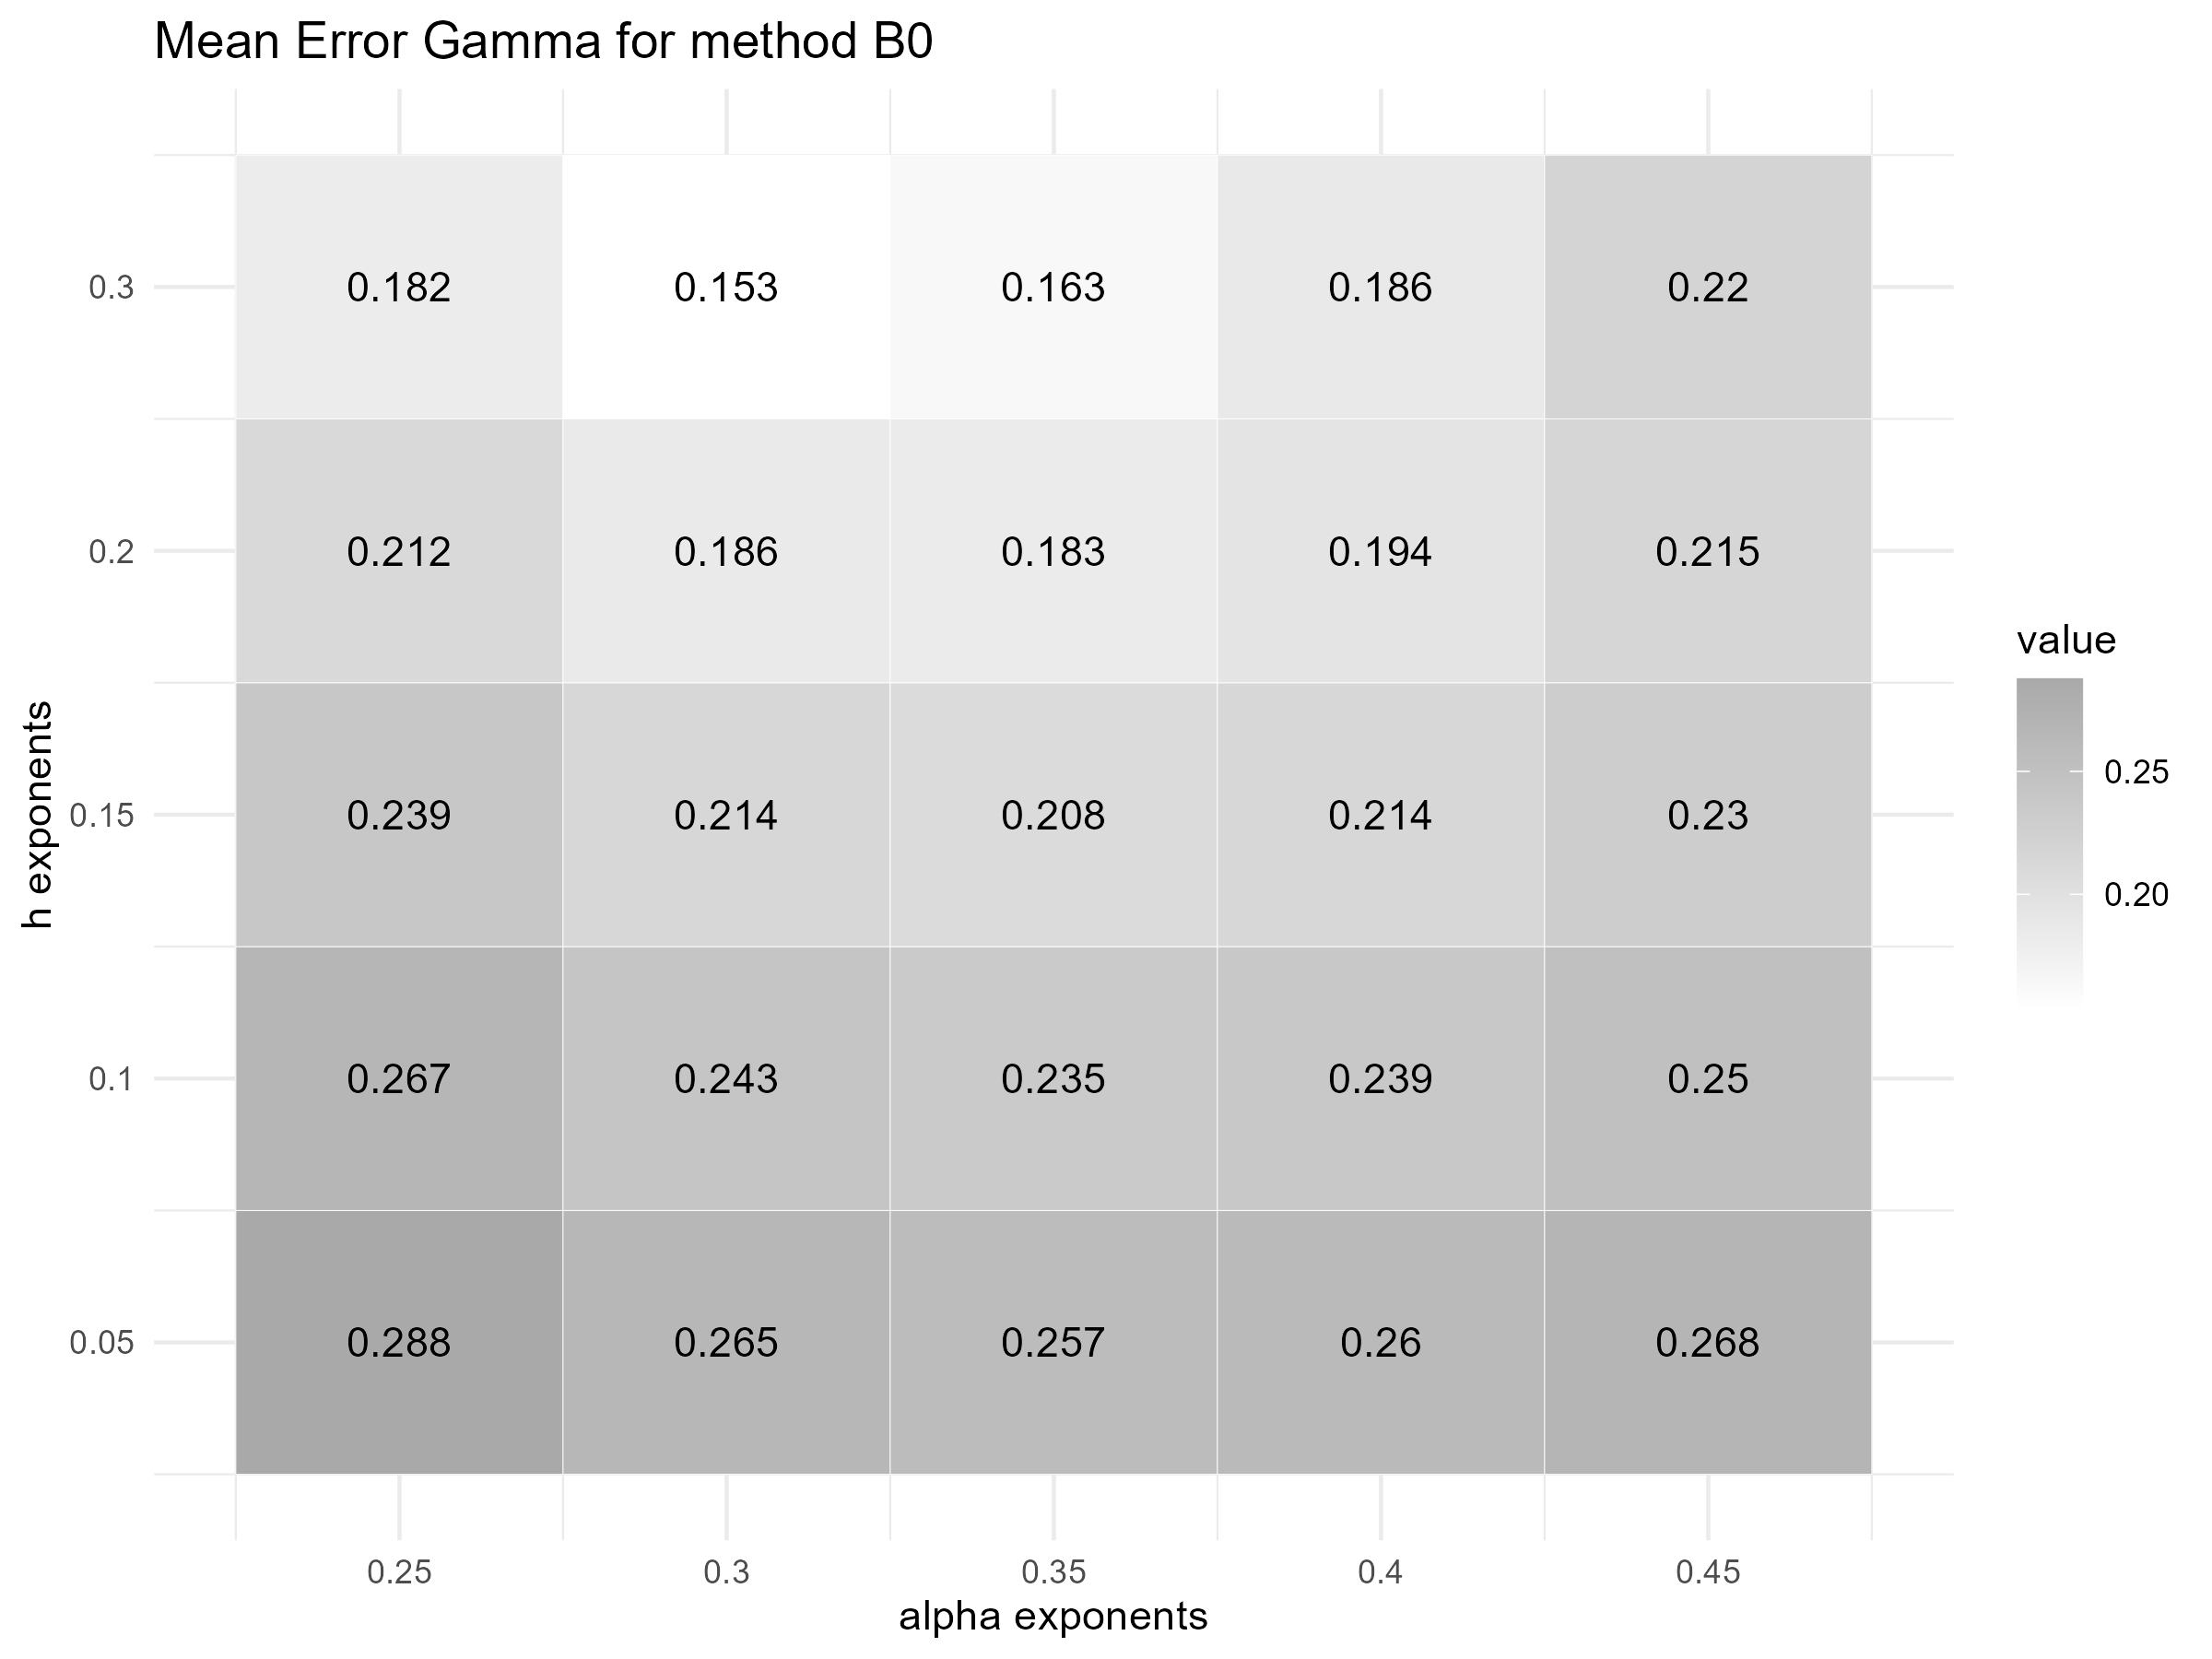 Mean Error Gamma for method B0
0.3
0.182 0.153 0.163 0.186 0.22
0.2
0.212 0.186 0.183 0.194 0.215
0.15
0.239 0.214 0.208 0.214 0.23
0.1
0.267 0.243 0.235 0.239 0.25
0.05
0.288 0.265 0.257 0.26 0.268
h exponents
0.25 0.3 0.35 0.4 0.45
alpha exponents
value
0.25
0.20